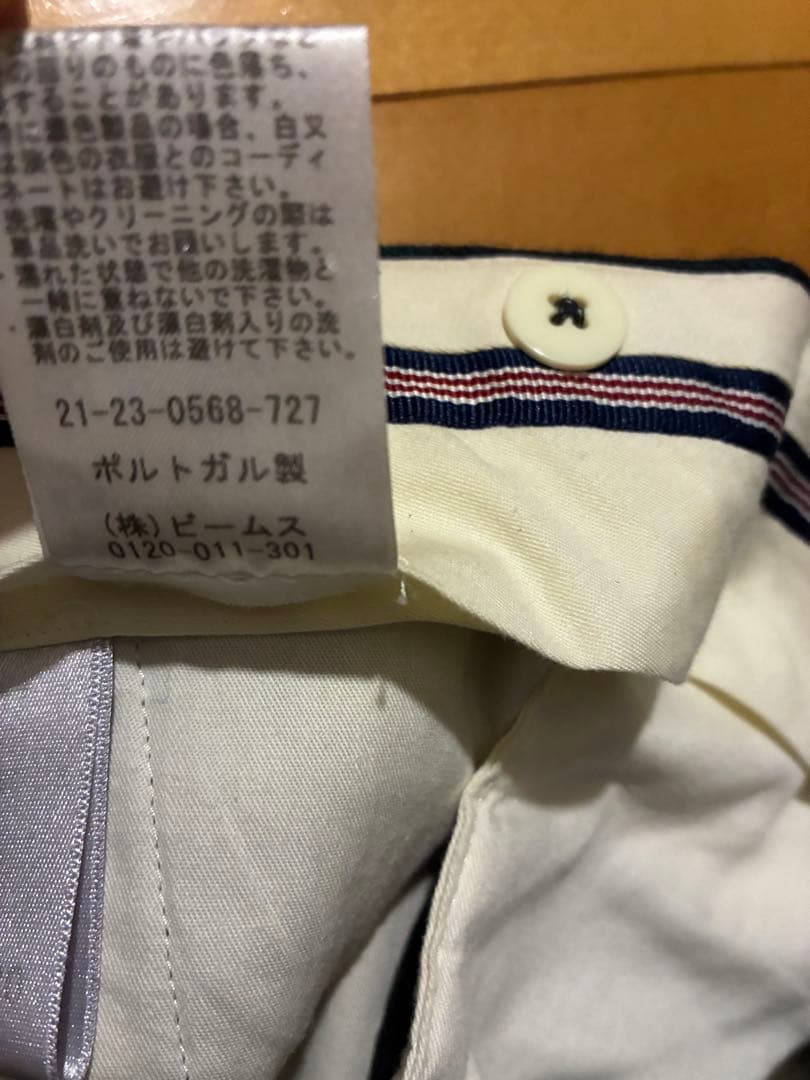 の回りのものに色落ち、
することがあります。
に濃色製品の場合、白又
は淡色の衣服とのコーディ
ネートはお避け下さい。
洗濯やクリーニングの際は
単品洗いでお願いします。
・濡れた状態で他の洗濯物と
一緒に重ねないで下さい。
・漂白剤及び漂白剤入りの洗
剤のご使用は避けて下さい。
21-23-0568-727
ポルトガル製
(株)ビームス
0120-011-301